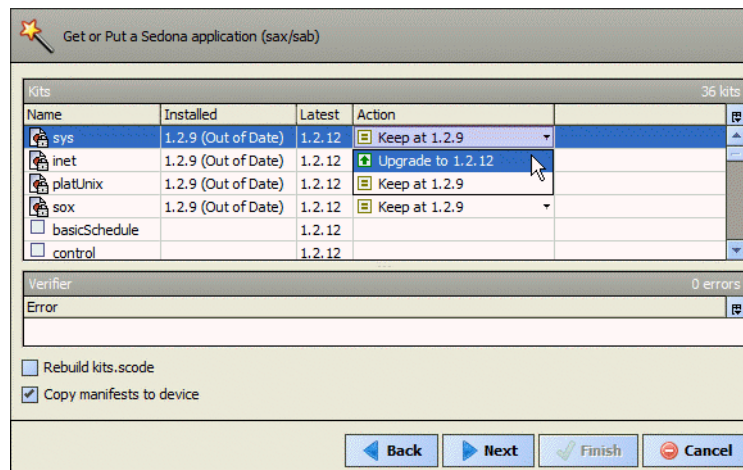 Get or Put a Sedona application (sax/sab)
Kits 36 kits
Name Installed Latest Action
sys 1.2.9 (Out of Date) 1.2.12 Keep at 1.2.9
inet 1.2.9 (Out of Date) 1.2.12 Upgrade to 1.2.12
platUnix 1.2.9 (Out of Date) 1.2.12 Keep at 1.2.9
sox 1.2.9 (Out of Date) 1.2.12 Keep at 1.2.9
basicSchedule 1.2.12
control 1.2.12
Verifier 0 errors
Error
Rebuild kits.scode
Copy manifests to device
Back Next Finish Cancel